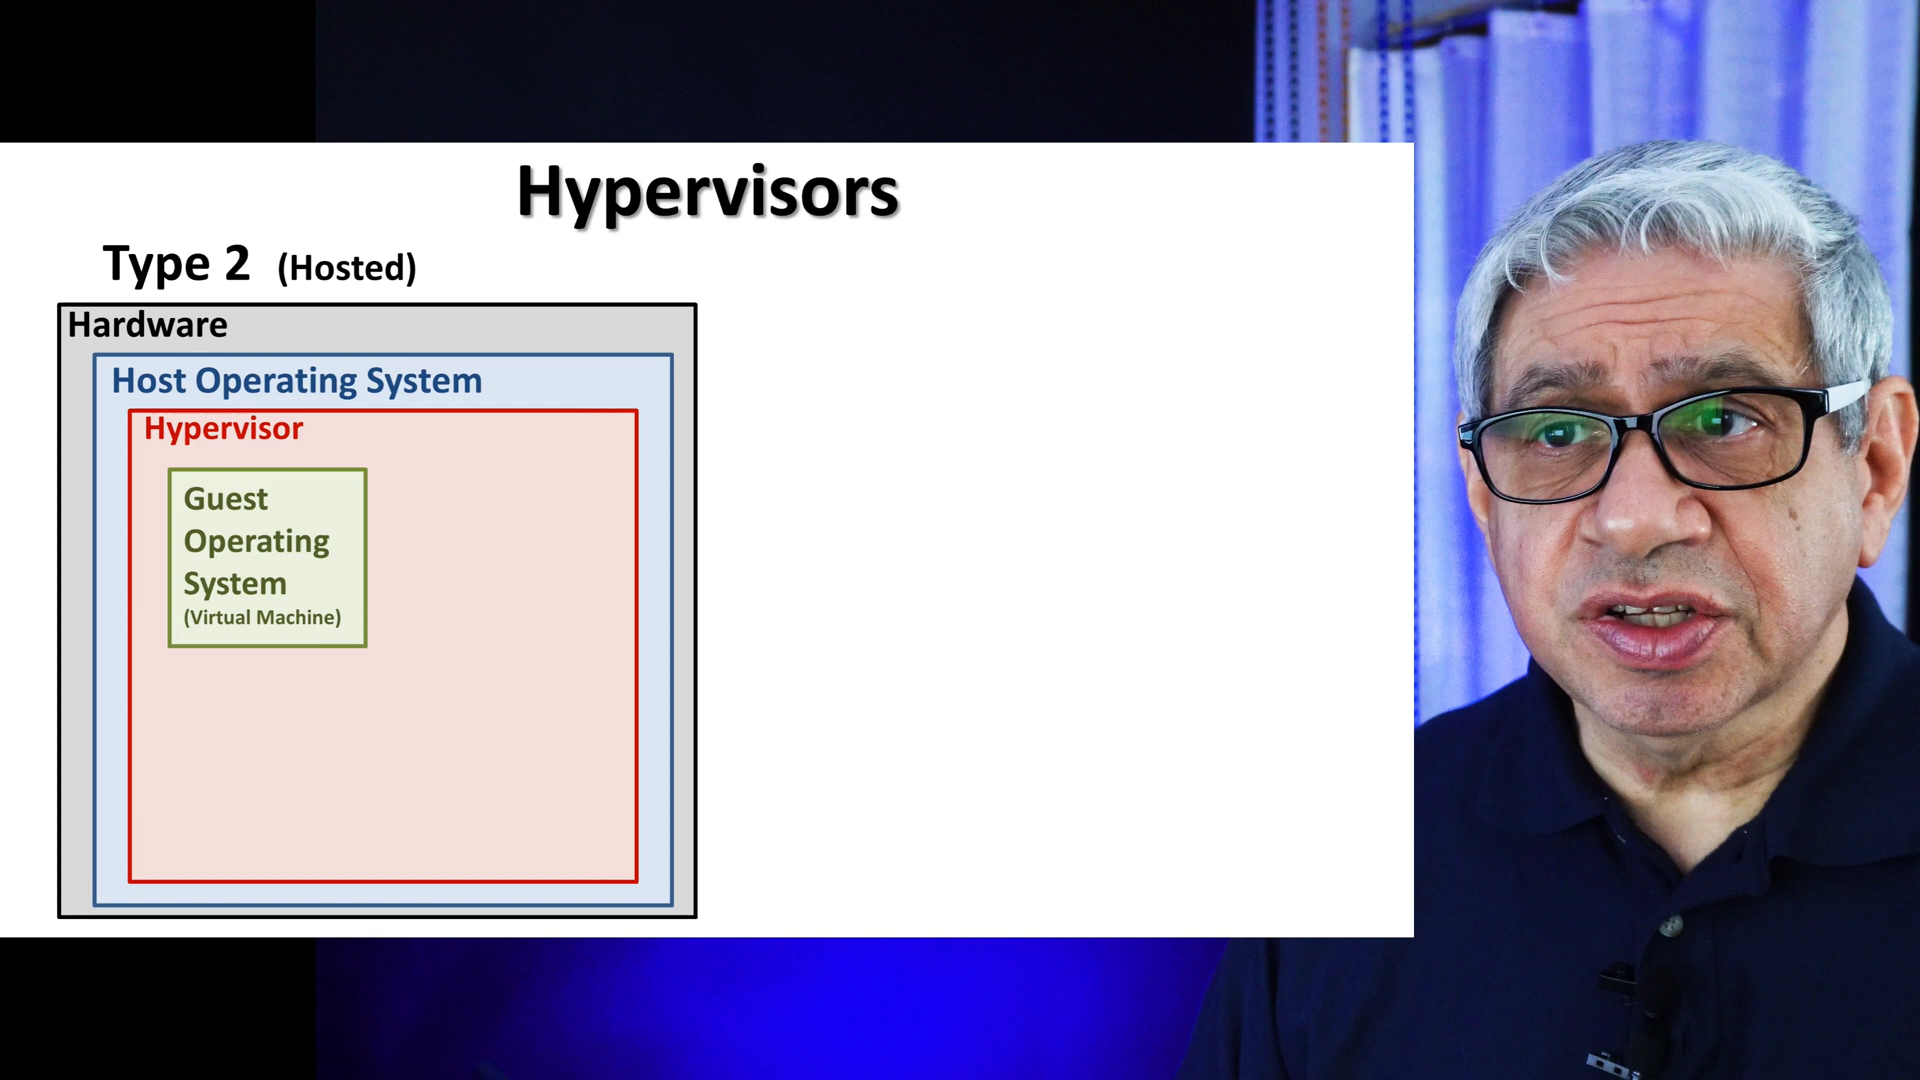 Hypervisors
Type 2 (Hosted)
Hardware
Host Operating System
Hypervisor
Guest
Operating
System
(Virtual Machine)